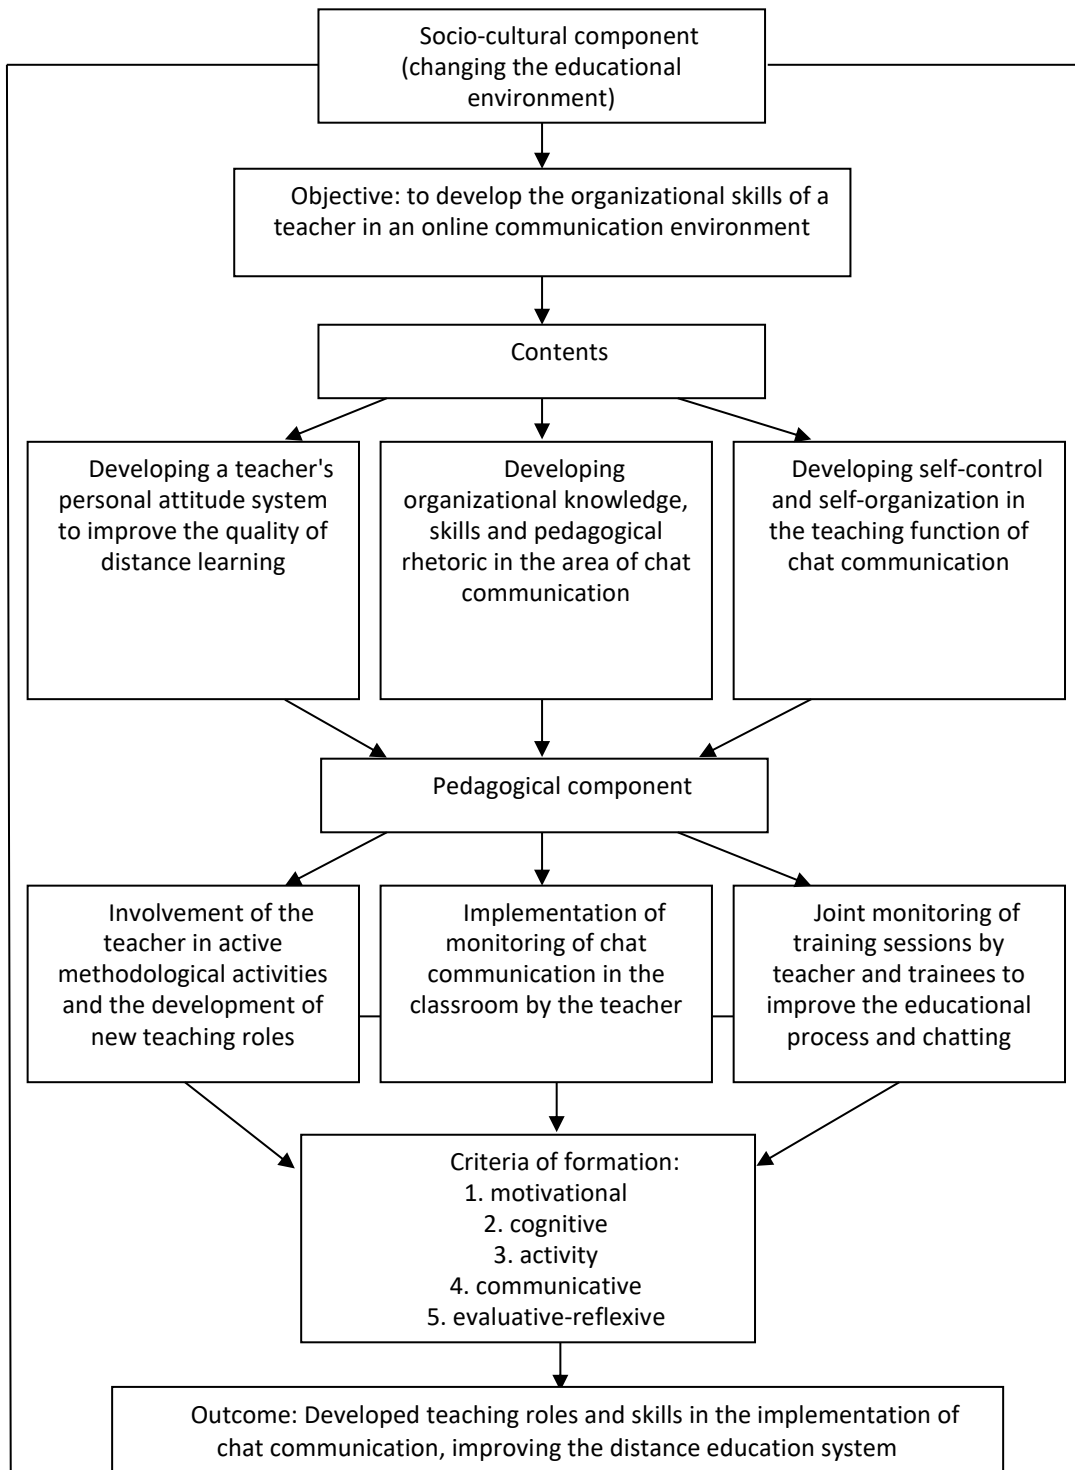 Socio-cultural component
(changing the educational
environment)
Objective: to develop the organizational skills of a
teacher in an online communication environment
Contents
Developing a teacher's
personal attitude system
to improve the quality of
distance learning
Developing
organizational knowledge,
skills and pedagogical
rhetoric in the area of chat
communication
Developing self-control
and self-organization in
the teaching function of
chat communication
Pedagogical component
Involvement of the
teacher in active
methodological activities
and the development of
new teaching roles
Implementation of
monitoring of chat
communication in the
classroom by the teacher
Joint monitoring of
training sessions by
teacher and trainees to
improve the educational
process and chatting
Criteria of formation:
1. motivational
2. cognitive
3. activity
4. communicative
5. evaluative-reflexive
Outcome: Developed teaching roles and skills in the implementation of
chat communication, improving the distance education system